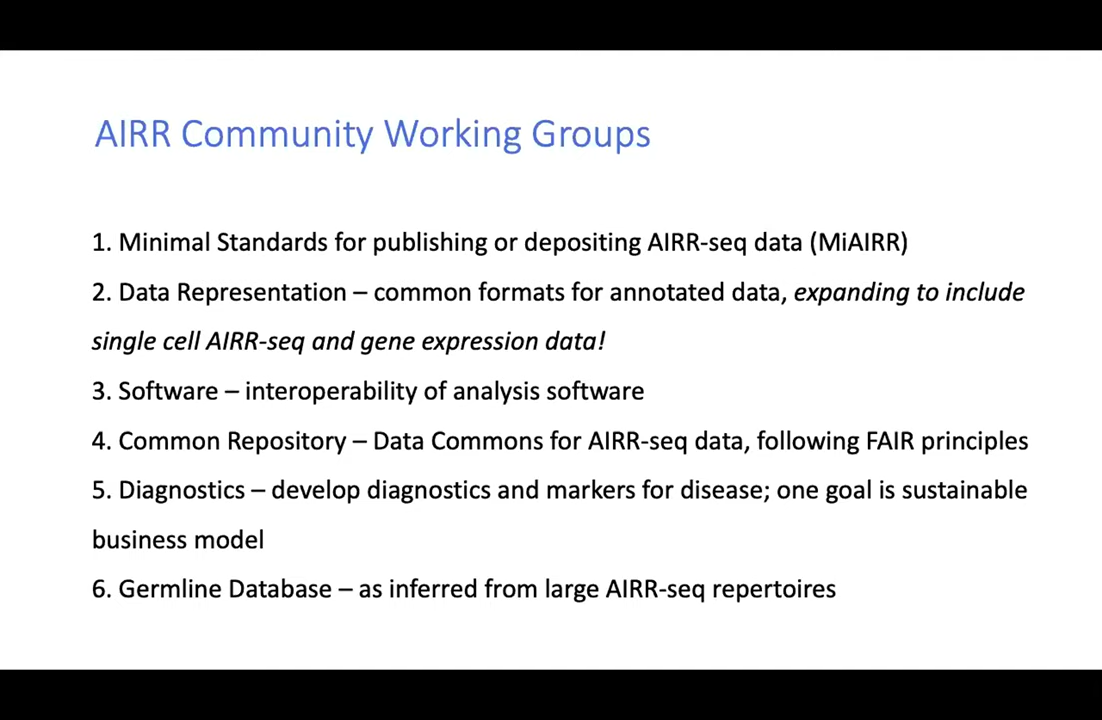 AIRR Community Working Groups
1. Minimal Standards for publishing or depositing AIRR-seq data (MiAIRR)
2. Data Representation – common formats for annotated data, expanding to include
single cell AIRR-seq and gene expression data!
3. Software – interoperability of analysis software
4. Common Repository – Data Commons for AIRR-seq data, following FAIR principles
5. Diagnostics – develop diagnostics and markers for disease; one goal is sustainable
business model
6. Germline Database – as inferred from large AIRR-seq repertoires